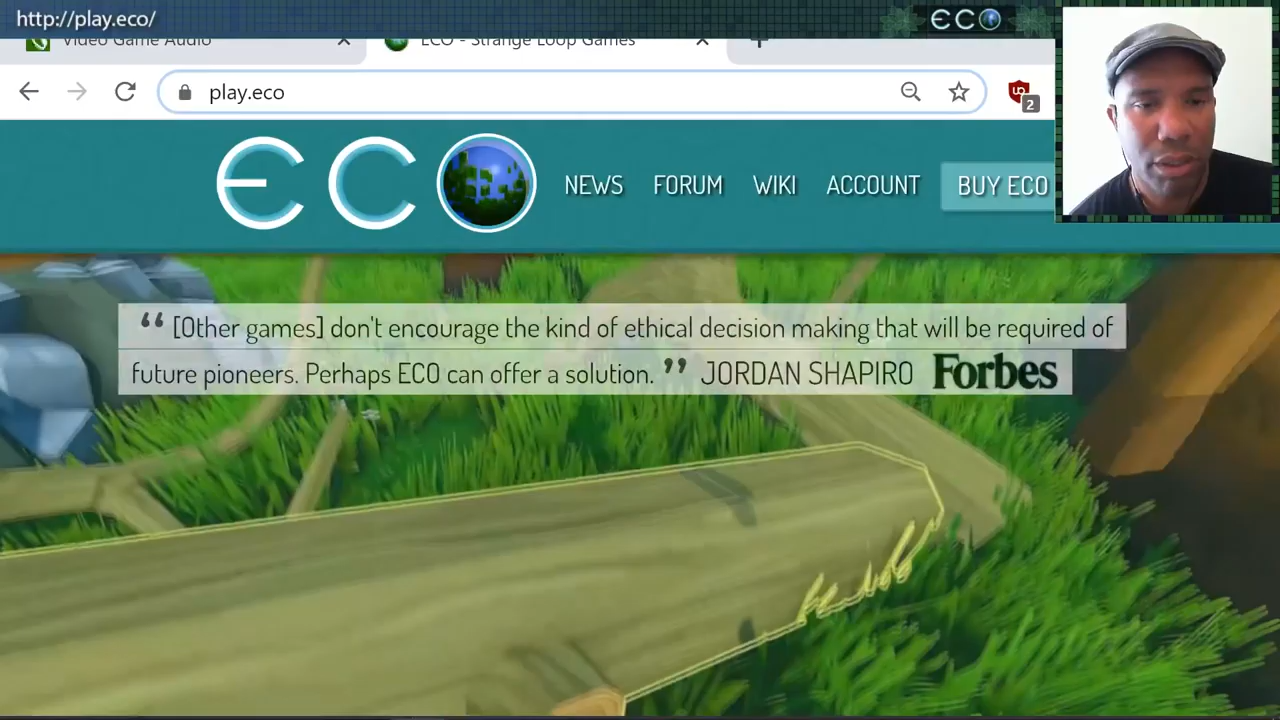 http://play.eco/
ECO
Video Game Audio
ECO - Strange Loop Games
play.eco
2
ECO
NEWS
FORUM
WIKI
ACCOUNT
BUY ECO
“ [Other games] don't encourage the kind of ethical decision making that will be required of
future pioneers. Perhaps ECO can offer a solution. ” JORDAN SHAPIRO Forbes